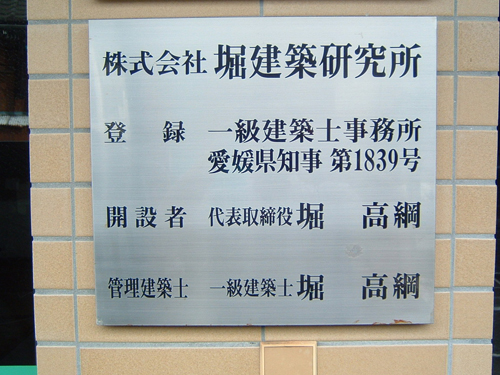 株式会社 堀建築研究所
登 録 一級建築士事務所
愛媛県知事 第1839号
開設者 代表取締役 堀 高綱
管理建築士 一級建築士 堀 高綱